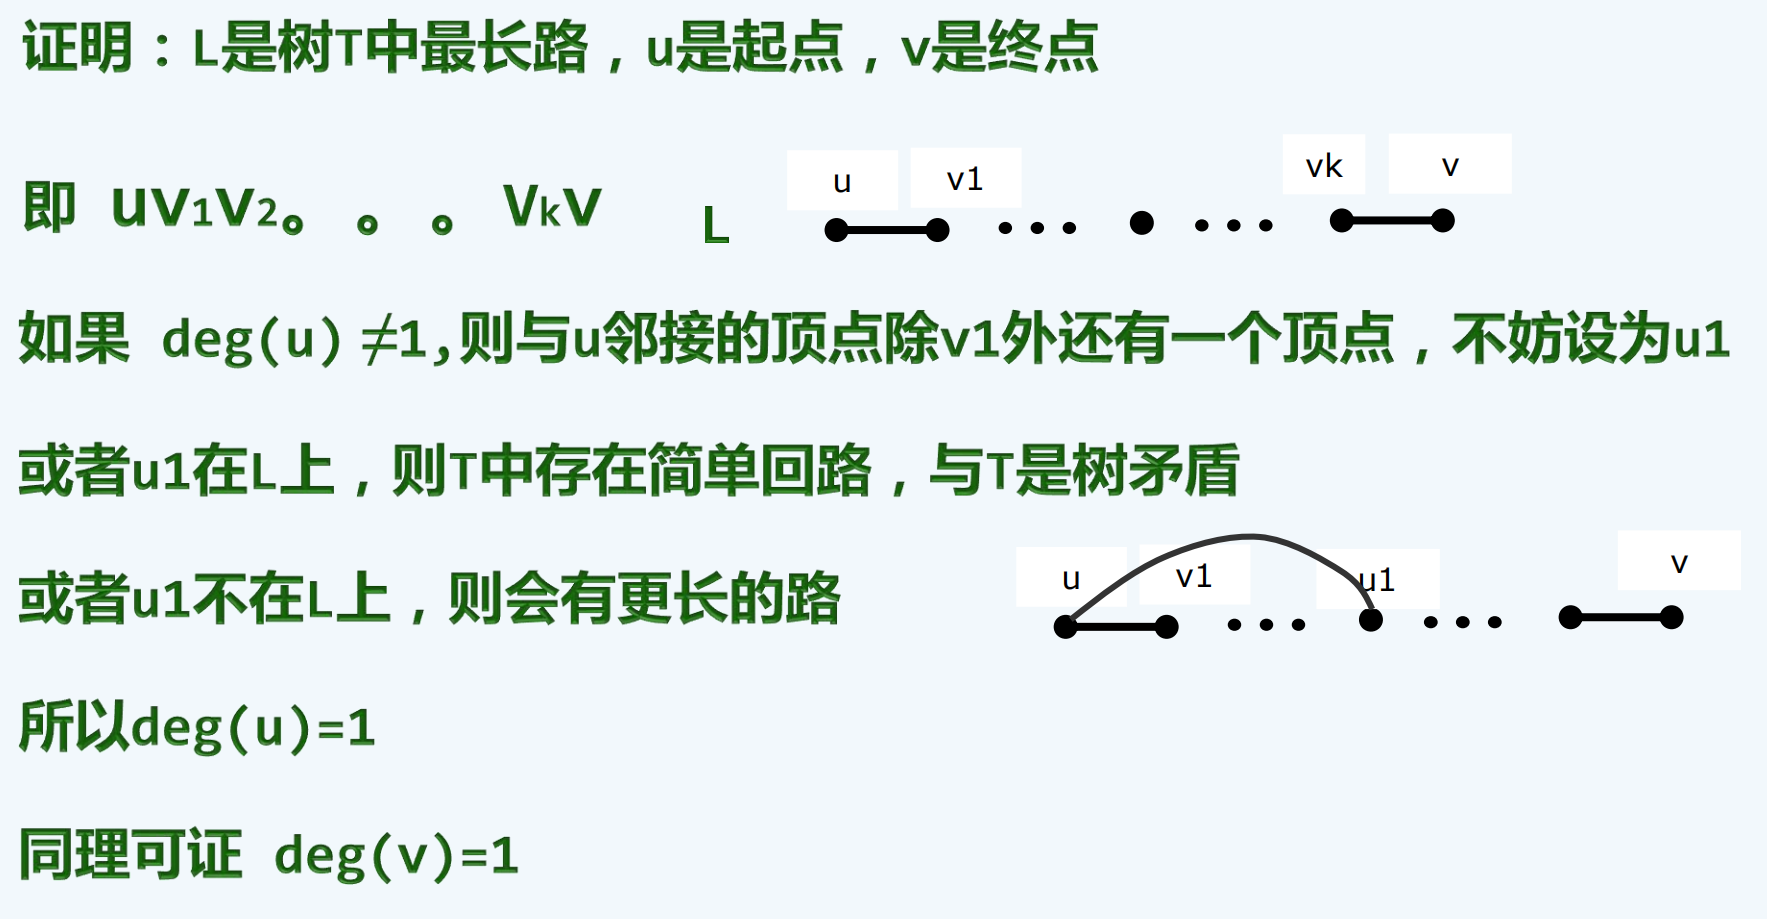 证明：L是树T中最长路，u是起点，v是终点
即 uv1v2。 。 。 Vkv L
u v1 vk v
如果 deg(u)≠1,则与u邻接的顶点除v1外还有一个顶点，不妨设为u1
或者u1在L上，则T中存在简单回路，与T是树矛盾
或者u1不在L上，则会有更长的路
u v1 u1 v
所以deg(u)=1
同理可证 deg(v)=1